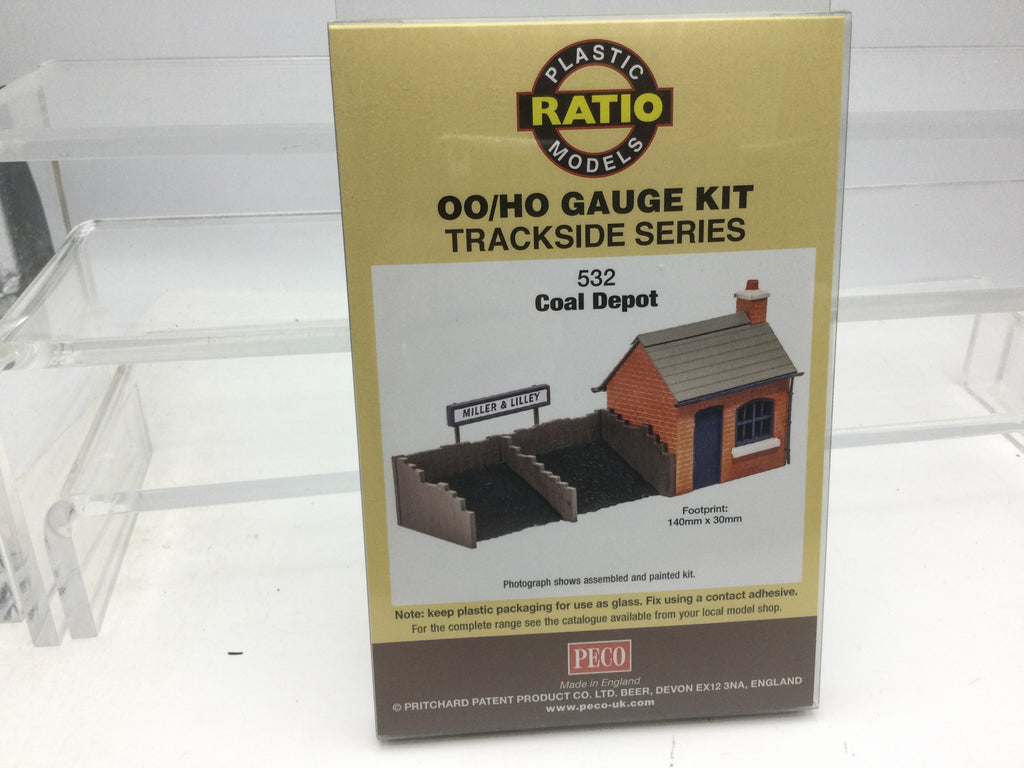 PLASTIC
RATIO
MODELS
OO/HO GAUGE KIT
TRACKSIDE SERIES
532
Coal Depot
MILLER & LILLEY
Footprint:
140mm x 30mm
Photograph shows assembled and painted kit.
Note: keep plastic packaging for use as glass. Fix using a contact adhesive.
For the complete range see the catalogue available from your local model shop.
PECO
Made in England
© PRITCHARD PATENT PRODUCT CO. LTD. BEER, DEVON EX12 3NA, ENGLAND
www.peco-uk.com